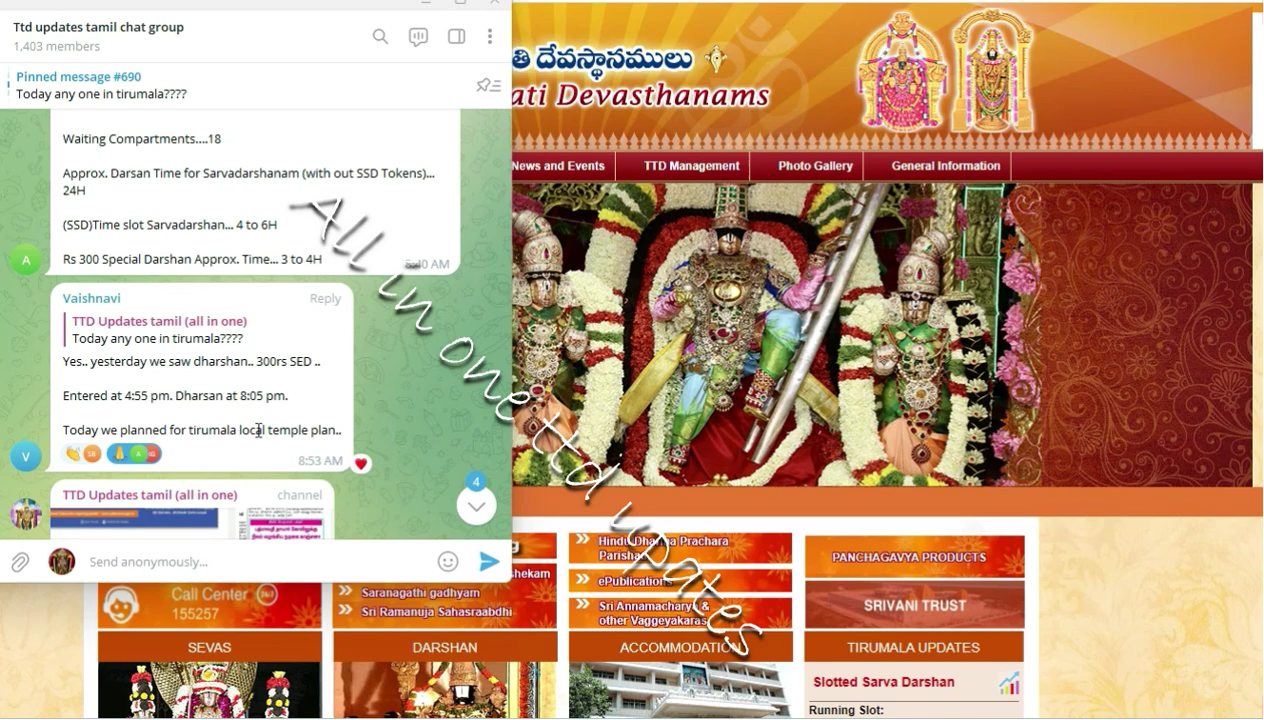 Ttd updates tamil chat group
1,403 members
Pinned message #690
Today any one in tirumala????
Waiting Compartments....18
Approx. Darsan Time for Sarvadarshanam (with out SSD Tokens)...
24H
(SSD)Time slot Sarvadarshan... 4 to 6H
Rs 300 Special Darshan Approx. Time... 3 to 4H
5:40 AM
A
Vaishnavi
Reply
TTD Updates tamil (all in one)
Today any one in tirumala????
Yes.. yesterday we saw dharshan.. 300rs SED ..
Entered at 4:55 pm. Dharsan at 8:05 pm.
Today we planned for tirumala local temple plan..
8:53 AM
V
TTD Updates tamil (all in one)
channel
4
Send anonymously...
తి దేవస్థానములు
ati Devasthanams
News and Events
TTD Management
Photo Gallery
General Information
All in one ttd updates
Call Center 24x7
155257
shekam
Saranagathi gadhyam
Sri Ramanuja Sahasraabdhi
Hindu Dharma Prachara
Parishad
ePublications
Sri Annamacharya &
other Vaggeyakaras
PANCHAGAVYA PRODUCTS
SRIVANI TRUST
SEVAS
DARSHAN
ACCOMMODATION
TIRUMALA UPDATES
Slotted Sarva Darshan
Running Slot: